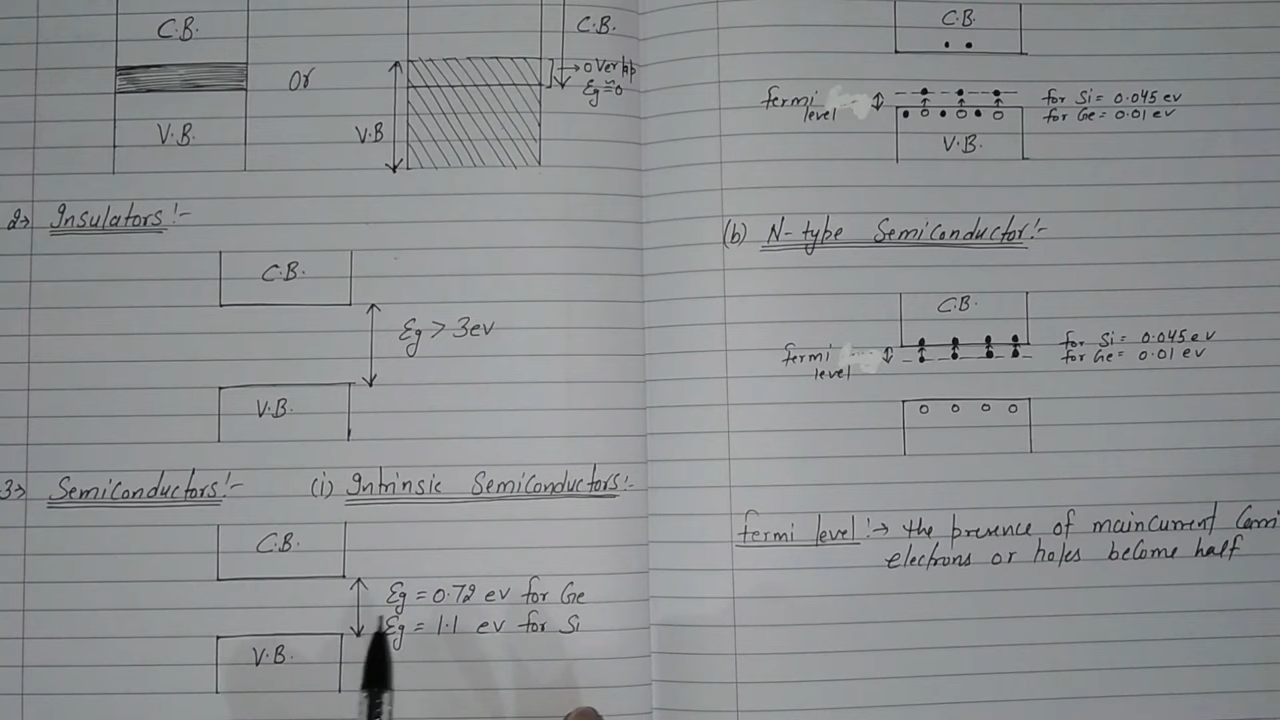 C.B.
V.B.
or
V.B
C.B.
→ overlap
Eg ≈ 0
2→ Insulators :-
C.B.
Eg > 3ev
V.B.
3→ Semiconductors :- (i) Intrinsic Semiconductors :-
C.B.
Eg = 0.72 ev for Ge
Eg = 1.1 ev for Si
V.B.
C.B.
fermi level
for Si = 0.045 ev
for Ge = 0.01 ev
V.B.
(b) N-type Semiconductor :-
C.B.
fermi level
for Si = 0.045 ev
for Ge = 0.01 ev
fermi level :→ the presence of maincurrent
electrons or holes become half